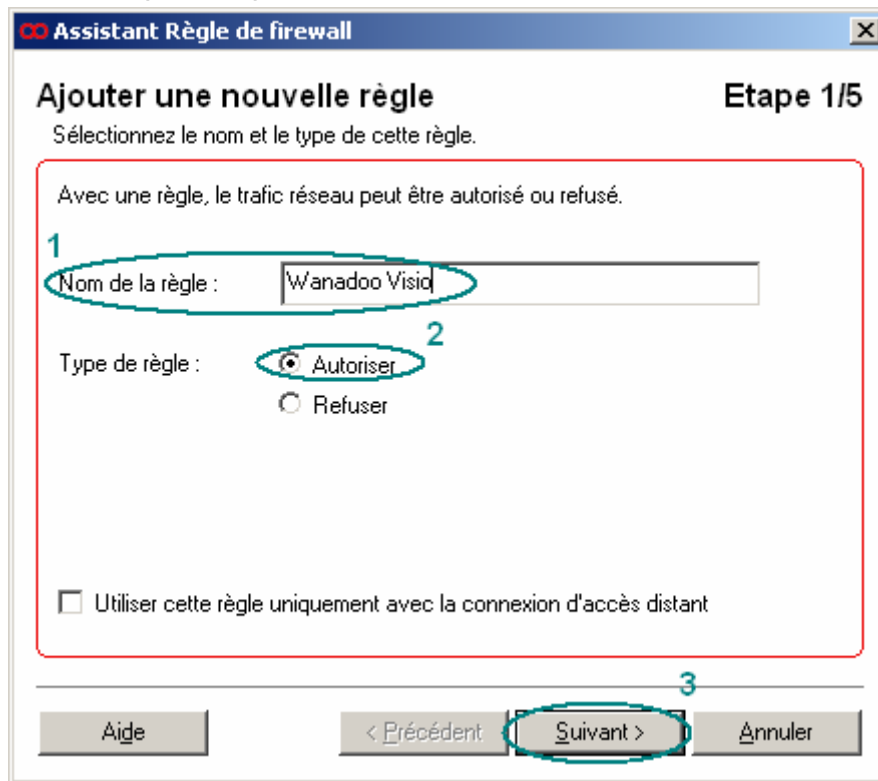 Assistant Règle de firewall
Ajouter une nouvelle règle
Etape 1/5
Sélectionnez le nom et le type de cette règle.
Avec une règle, le trafic réseau peut être autorisé ou refusé.
1
Nom de la règle : Wanadoo Visio
2
Type de règle : Autoriser
Refuser
Utiliser cette règle uniquement avec la connexion d'accès distant
3
Aide < Précédent Suivant > Annuler